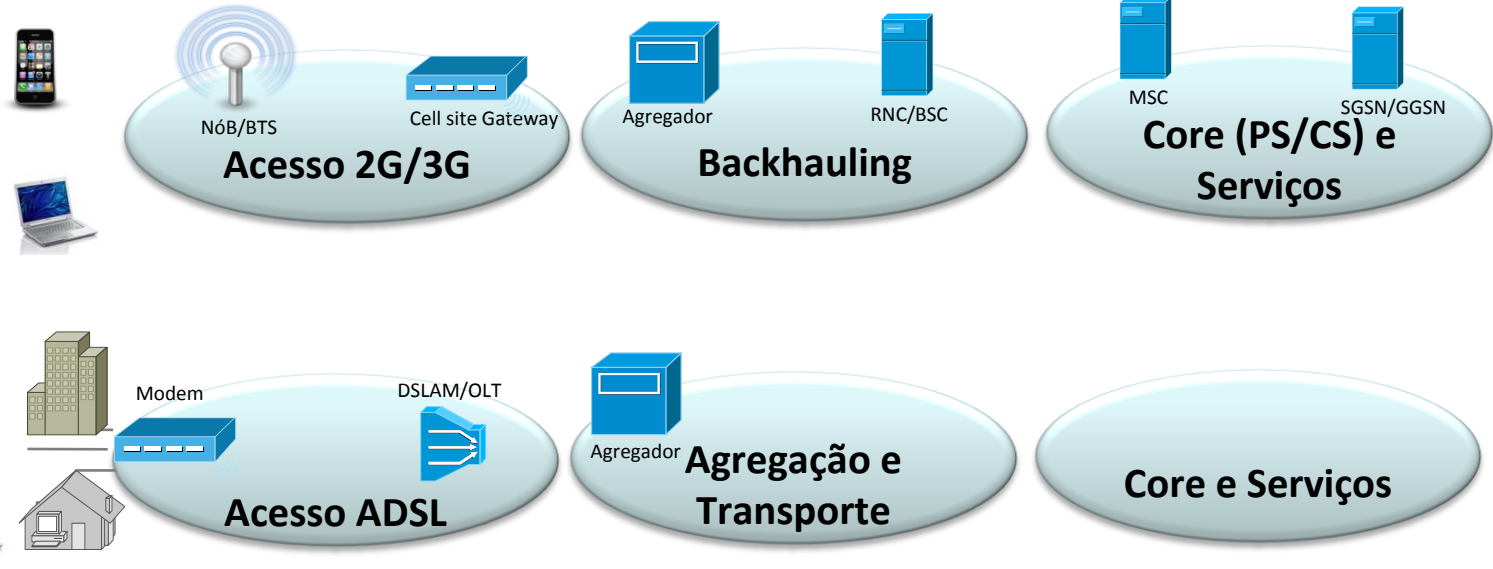 NóB/BTS
Cell site Gateway
Acesso 2G/3G
Agregador
RNC/BSC
Backhauling
MSC
SGSN/GGSN
Core (PS/CS) e
Serviços
Modem
DSLAM/OLT
Acesso ADSL
Agregador
Agregação e
Transporte
Core e Serviços